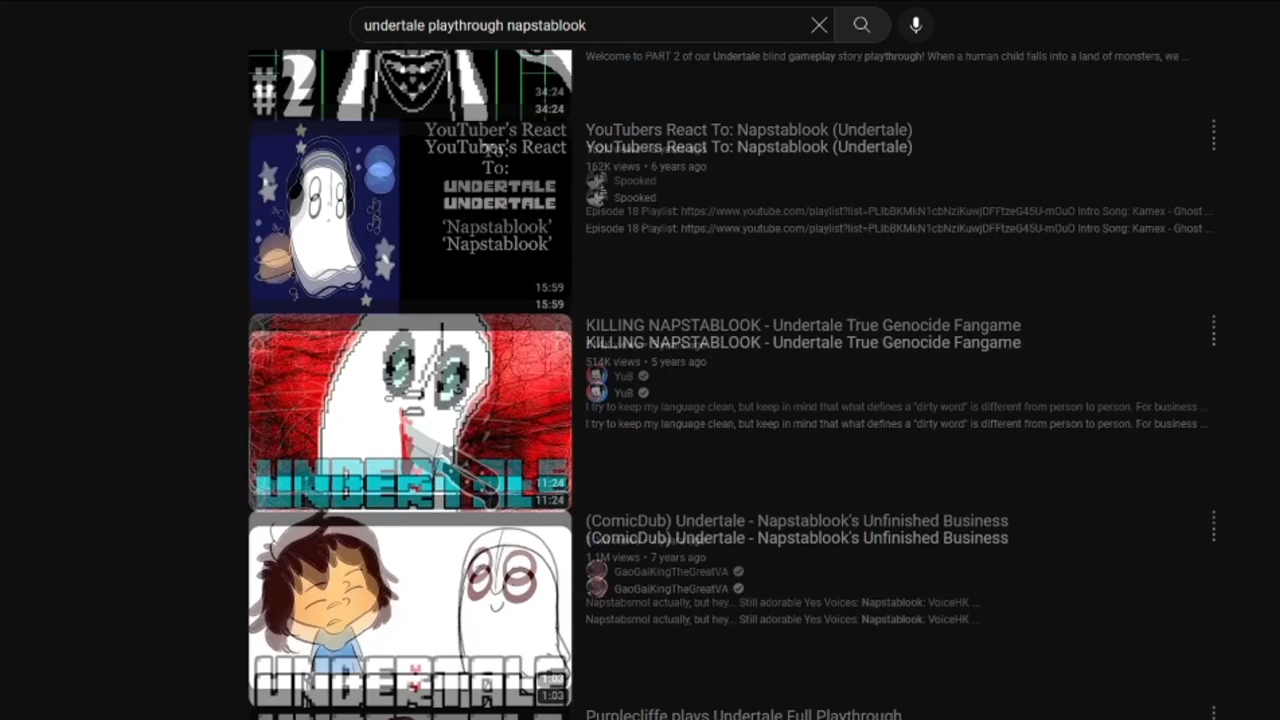 undertale playthrough napstablook
Welcome to PART 2 of our Undertale blind gameplay story playthrough! When a human child falls into a land of monsters, we ...
#2
34:24
34:24
YouTuber's React
YouTuber's React
To:
To:
UNDERTALE
UNDERTALE
'Napstablook'
'Napstablook'
15:59
15:59
YouTubers React To: Napstablook (Undertale)
YouTubers React To: Napstablook (Undertale)
162K views • 6 years ago
Spooked
Spooked
Episode 18 Playlist: https://www.youtube.com/playlist?list=PLIbBKMkN1cbNziKuwjDFFtzeG45U-mOuO Intro Song: Kamex - Ghost ...
Episode 18 Playlist: https://www.youtube.com/playlist?list=PLIbBKMkN1cbNziKuwjDFFtzeG45U-mOuO Intro Song: Kamex - Ghost ...
UNDERTALE
11:24
11:24
KILLING NAPSTABLOOK - Undertale True Genocide Fangame
KILLING NAPSTABLOOK - Undertale True Genocide Fangame
514K views • 5 years ago
YuB
YuB
I try to keep my language clean, but keep in mind that what defines a "dirty word" is different from person to person. For business ...
I try to keep my language clean, but keep in mind that what defines a "dirty word" is different from person to person. For business ...
UNDERTALE
1:03
1:03
(ComicDub) Undertale - Napstablook's Unfinished Business
(ComicDub) Undertale - Napstablook's Unfinished Business
1.1M views • 7 years ago
GaoGaiKingTheGreatVA
GaoGaiKingTheGreatVA
Napstabsmol actually, but hey... Still adorable Yes Voices: Napstablook: VoiceHK ...
Napstabsmol actually, but hey... Still adorable Yes Voices: Napstablook: VoiceHK ...
Purplecliffe plays Undertale Full Playthrough